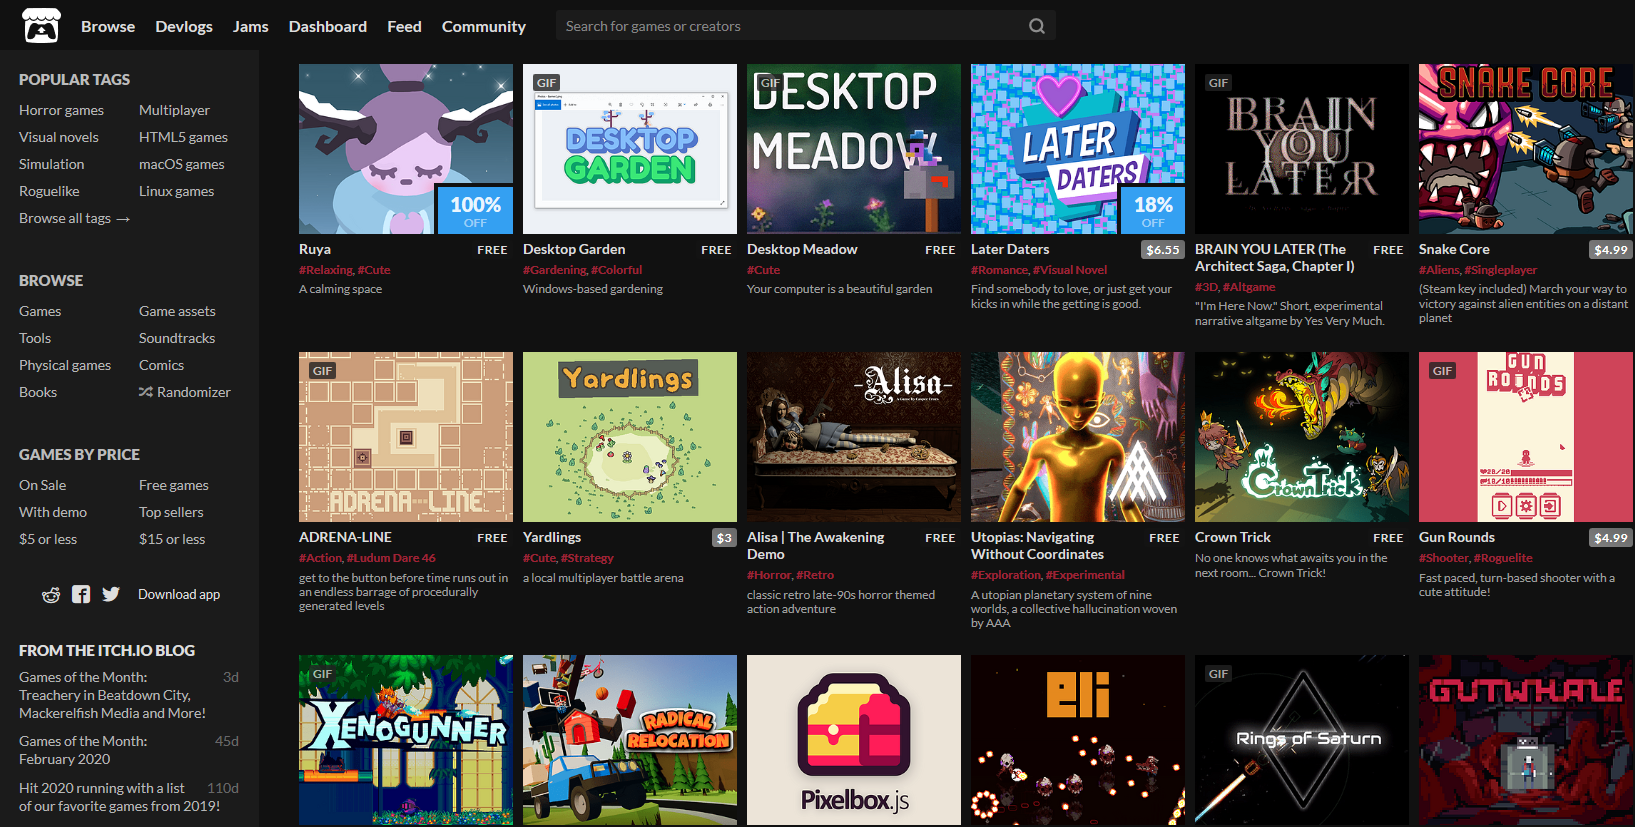 Browse Devlogs Jams Dashboard Feed Community Search for games or creators
POPULAR TAGS
Horror games Multiplayer
Visual novels HTML5 games
Simulation macOS games
Roguelike Linux games
Browse all tags →
BROWSE
Games Game assets
Tools Soundtracks
Physical games Comics
Books Randomizer
GAMES BY PRICE
On Sale Free games
With demo Top sellers
$5 or less $15 or less
Download app
FROM THE ITCH.IO BLOG
Games of the Month: 3d
Treachery in Beatdown City,
Mackerelfish Media and More!
Games of the Month: 45d
February 2020
Hit 2020 running with a list 110d
of our favorite games from 2019!
100%
OFF
Ruya FREE
#Relaxing, #Cute
A calming space
GIF
DESKTOP
GARDEN
Desktop Garden FREE
#Gardening, #Colorful
Windows-based gardening
GIF
DESKTOP
MEADOW
Desktop Meadow FREE
#Cute
Your computer is a beautiful garden
LATER
DATERS
18%
OFF
Later Daters $6.55
#Romance, #Visual Novel
Find somebody to love, or just get your
kicks in while the getting is good.
GIF
BRAIN
YOU
LATER
BRAIN YOU LATER (The FREE
Architect Saga, Chapter I)
#3D, #Altgame
"I'm Here Now." Short, experimental
narrative altgame by Yes Very Much.
SNAKE CORE
Snake Core $4.99
#Aliens, #Singleplayer
(Steam key included) March your way to
victory against alien entities on a distant
planet
GIF
ADRENA-LINE
ADRENA-LINE FREE
#Action, #Ludum Dare 46
get to the button before time runs out in
an endless barrage of procedurally
generated levels
Yardlings
Yardlings $3
#Cute, #Strategy
a local multiplayer battle arena
-Alisa-
Alisa | The Awakening FREE
Demo
#Horror, #Retro
classic retro late-90s horror themed
action adventure
Utopias: Navigating FREE
Without Coordinates
#Exploration, #Experimental
A utopian planetary system of nine
worlds, a collective hallucination woven
by AAA
CrownTrick
Crown Trick FREE
No one knows what awaits you in the
next room... Crown Trick!
GIF
GUN
ROUNDS
Gun Rounds $4.99
#Shooter, #Roguelite
Fast paced, turn-based shooter with a
cute attitude!
GIF
XENOGUNNER
RADICAL
RELOCATION
Pixelbox.js
eli
GIF
Rings of Saturn
GUTWHALE